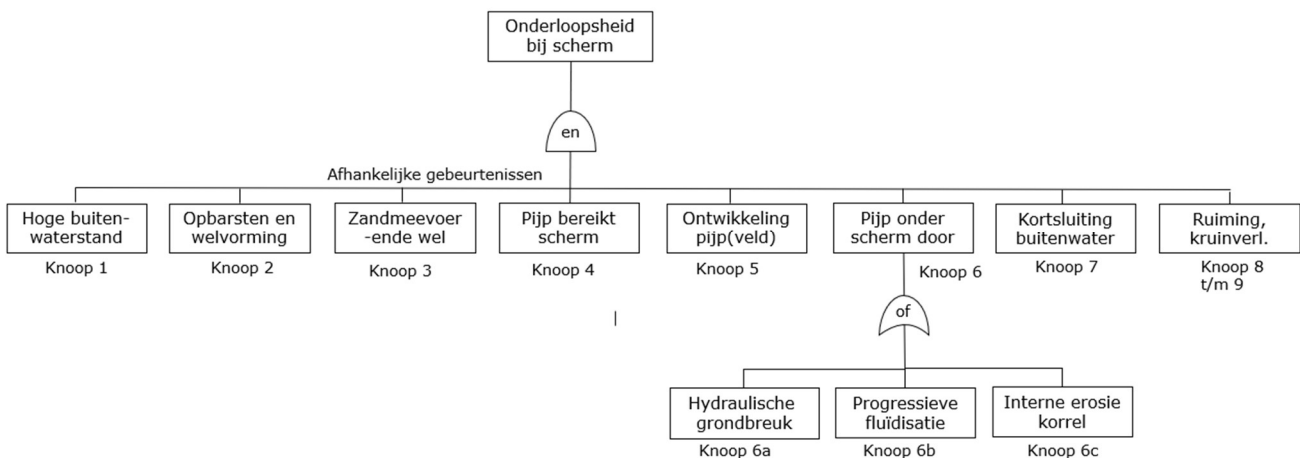 Onderloopsheid
bij scherm
en
Afhankelijke gebeurtenissen
Hoge buiten-
waterstand
Knoop 1
Opbarsten en
welvorming
Knoop 2
Zandmeevoer
-ende wel
Knoop 3
Pijp bereikt
scherm
Knoop 4
Ontwikkeling
pijp(veld)
Knoop 5
Pijp onder
scherm door
Knoop 6
Kortsluiting
buitenwater
Knoop 7
Ruiming,
kruinverl.
Knoop 8
t/m 9
of
Hydraulische
grondbreuk
Knoop 6a
Progressieve
fluïdisatie
Knoop 6b
Interne erosie
korrel
Knoop 6c